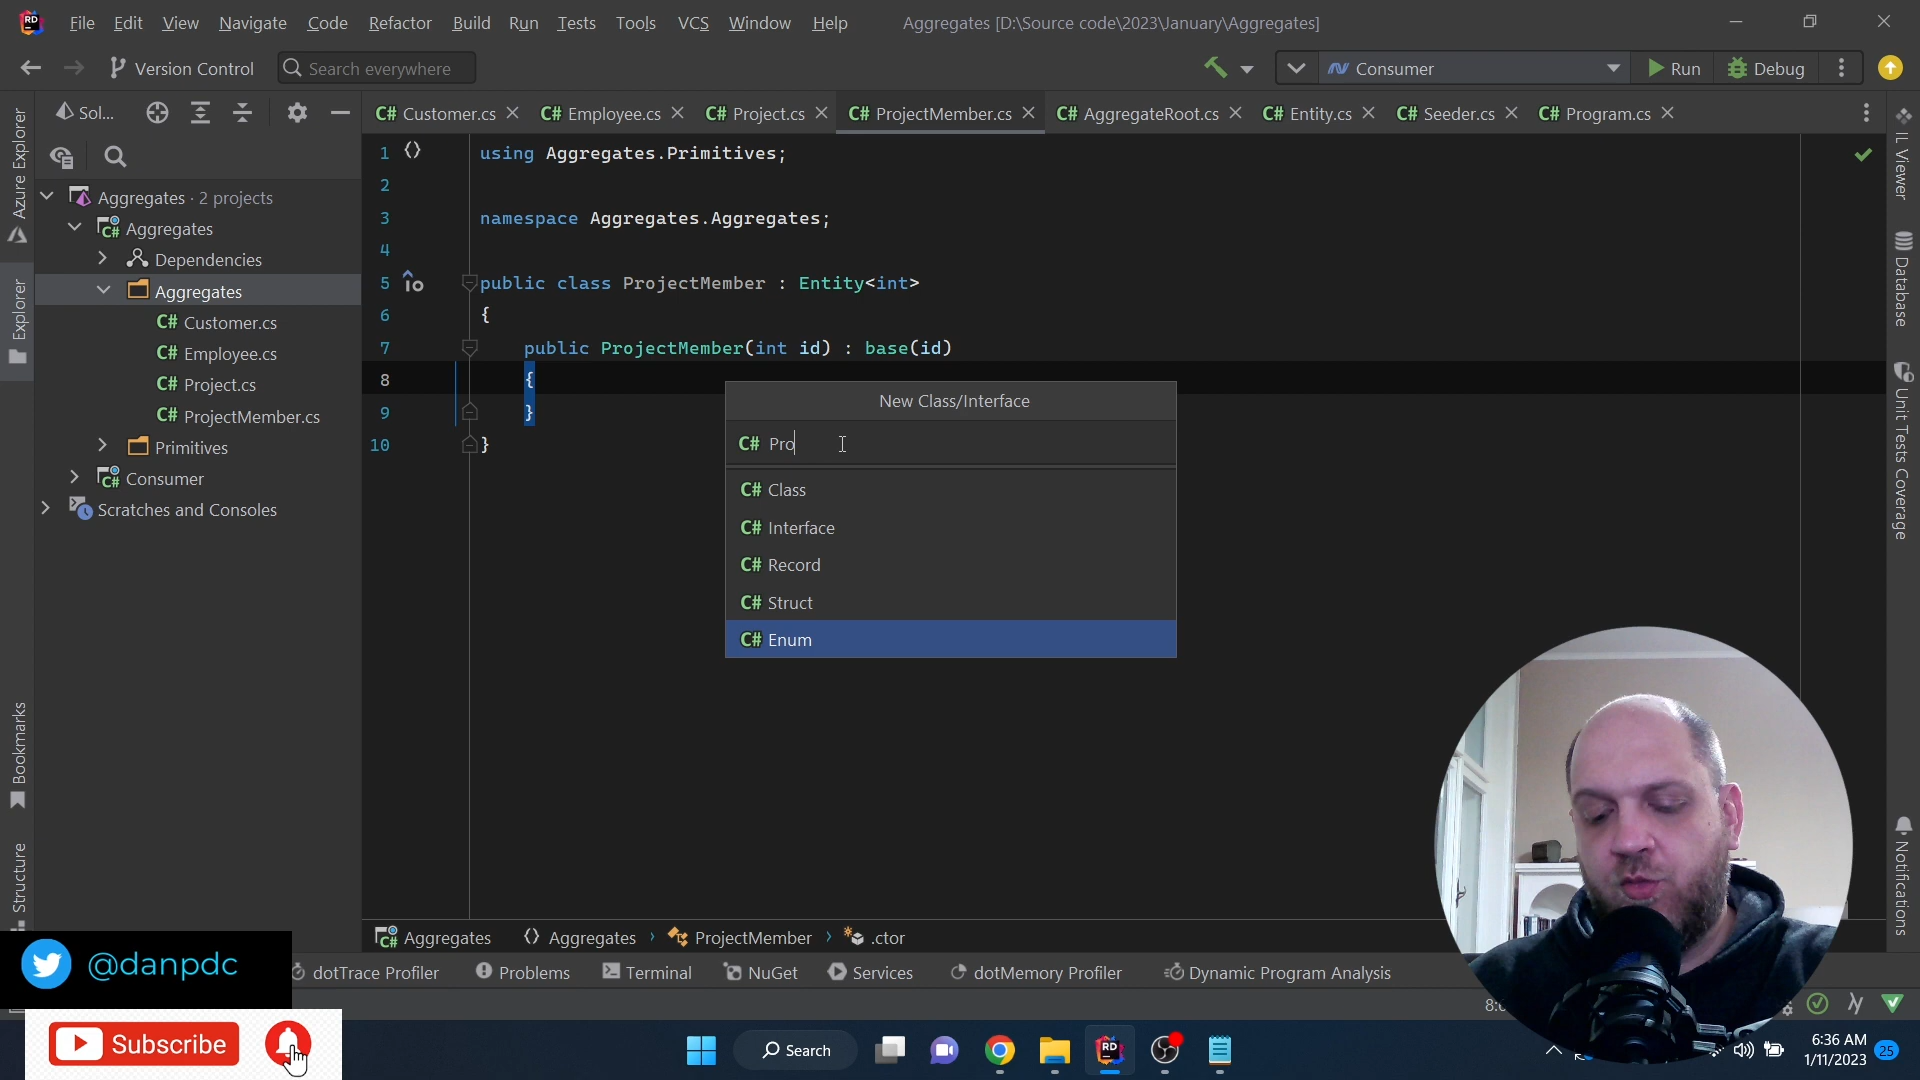 File Edit View Navigate Code Refactor Build Run Tests Tools VCS Window Help Aggregates [D:\Source code\2023\January\Aggregates]
Version Control Search everywhere Consumer Run Debug
Sol...
Customer.cs Employee.cs Project.cs ProjectMember.cs AggregateRoot.cs Entity.cs Seeder.cs Program.cs
Azure Explorer
Explorer
Bookmarks
Structure
Aggregates · 2 projects
Aggregates
Dependencies
Aggregates
C# Customer.cs
C# Employee.cs
C# Project.cs
C# ProjectMember.cs
Primitives
Consumer
Scratches and Consoles
1 using Aggregates.Primitives;
2
3 namespace Aggregates.Aggregates;
4
5 public class ProjectMember : Entity<int>
6 {
7 public ProjectMember(int id) : base(id)
8 {
9 }
10 }
New Class/Interface
C# Pro
C# Class
C# Interface
C# Record
C# Struct
C# Enum
IL Viewer
Database
Unit Tests Coverage
Notifications
Aggregates Aggregates › ProjectMember › .ctor
dotTrace Profiler Problems Terminal NuGet Services dotMemory Profiler Dynamic Program Analysis
@danpdc
Subscribe
Search
6:36 AM
1/11/2023 25